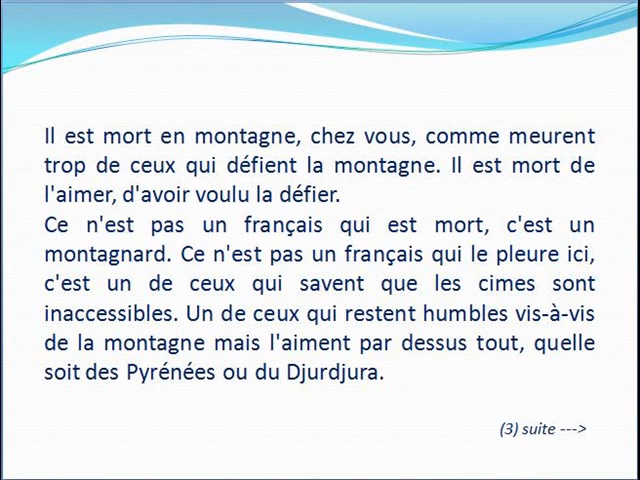 Il est mort en montagne, chez vous, comme meurent
trop de ceux qui défient la montagne. Il est mort de
l'aimer, d'avoir voulu la défier.
Ce n'est pas un français qui est mort, c'est un
montagnard. Ce n'est pas un français qui le pleure ici,
c'est un de ceux qui savent que les cimes sont
inaccessibles. Un de ceux qui restent humbles vis-à-vis
de la montagne mais l'aiment par dessus tout, quelle
soit des Pyrénées ou du Djurdjura.
(3) suite --->